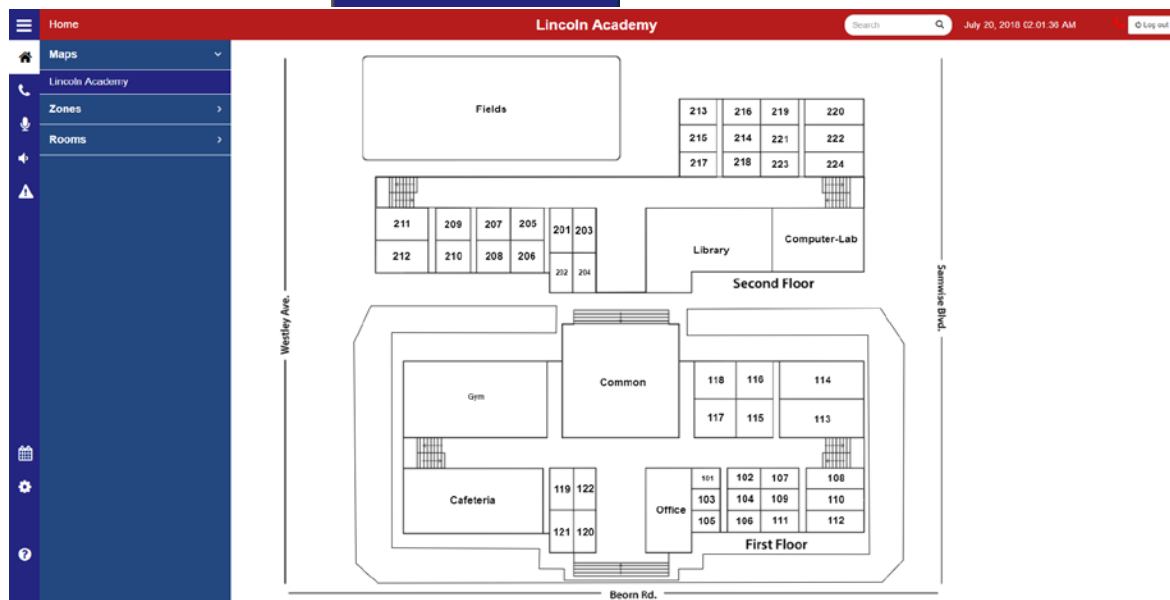 Home
Lincoln Academy
Search
July 20, 2018 02:01:36 AM
Log out
Maps
Lincoln Academy
Zones
Rooms
Fields
213 216 219 220
215 214 221 222
217 218 223 224
211 209 207 205 201 203
212 210 208 206 202 204
Library
Computer-Lab
Second Floor
Westley Ave.
Samwise Blvd.
Gym
Common
118 116 114
117 115 113
Cafeteria
119 122
121 120
Office
101 102 107 108
103 104 109 110
105 106 111 112
First Floor
Beorn Rd.